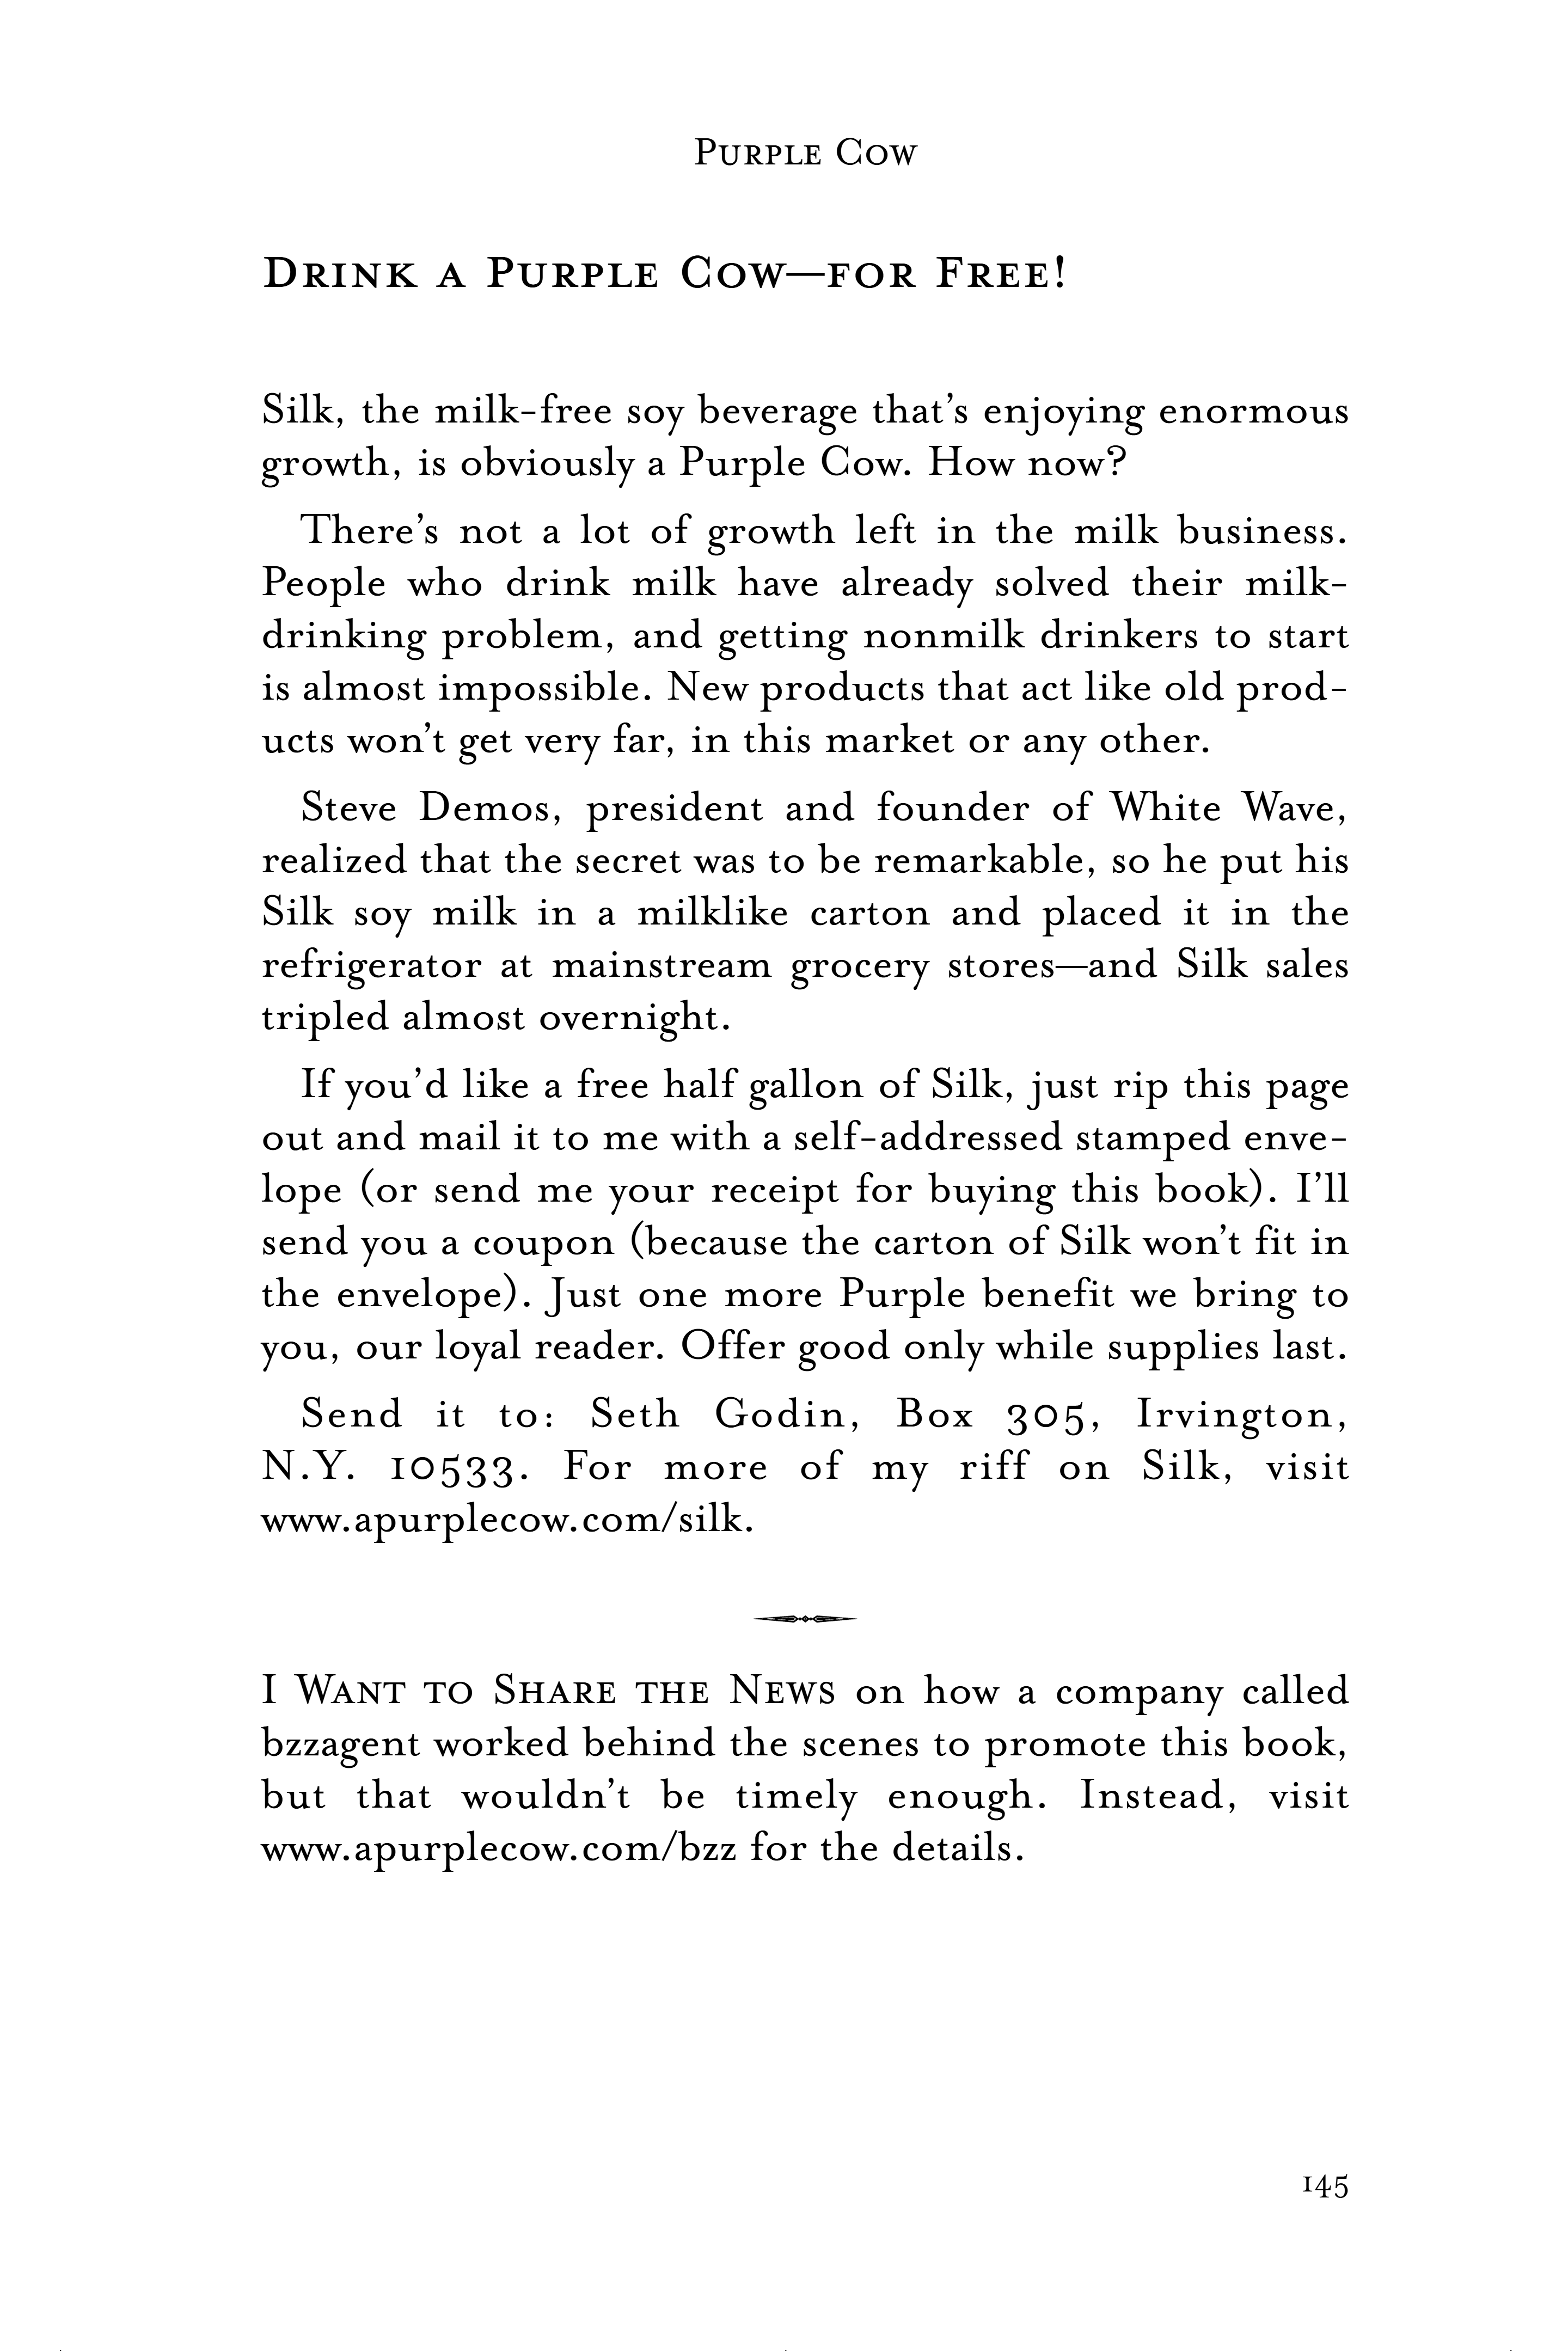 PURPLE COW
DRINK A PURPLE COW—FOR FREE!
Silk, the milk-free soy beverage that’s enjoying enormous
growth, is obviously a Purple Cow. How now?
There’s not a lot of growth left in the milk business.
People who drink milk have already solved their milk-
drinking problem, and getting nonmilk drinkers to start
is almost impossible. New products that act like old prod-
ucts won’t get very far, in this market or any other.
Steve Demos, president and founder of White Wave,
realized that the secret was to be remarkable, so he put his
Silk soy milk in a milklike carton and placed it in the
refrigerator at mainstream grocery stores—and Silk sales
tripled almost overnight.
If you’d like a free half gallon of Silk, just rip this page
out and mail it to me with a self-addressed stamped enve-
lope (or send me your receipt for buying this book). I’ll
send you a coupon (because the carton of Silk won’t fit in
the envelope). Just one more Purple benefit we bring to
you, our loyal reader. Offer good only while supplies last.
Send it to: Seth Godin, Box 305, Irvington,
N.Y. 10533. For more of my riff on Silk, visit
www.apurplecow.com/silk.
I WANT TO SHARE THE NEWS on how a company called
bzzagent worked behind the scenes to promote this book,
but that wouldn’t be timely enough. Instead, visit
www.apurplecow.com/bzz for the details.
145